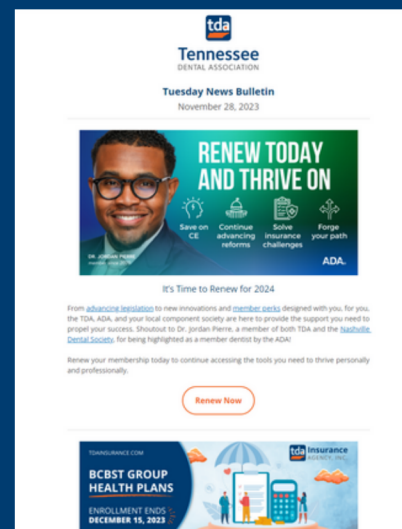 tda
Tennessee
DENTAL ASSOCIATION
Tuesday News Bulletin
November 28, 2023
RENEW TODAY
AND THRIVE ON
Save on
CE
Continue
advancing
reforms
Solve
insurance
challenges
Forge
your path
DR. JORDAN PIERRE
ADA.
It's Time to Renew for 2024
From advancing legislation to new innovations and member perks designed with you, for you,
the TDA, ADA, and your local component society are here to provide the support you need to
propel your success. Shoutout to Dr. Jordan Pierre, a member of both TDA and the Nashville
Dental Society, for being highlighted as a member dentist by the ADA!
Renew your membership today to continue accessing the tools you need to thrive personally
and professionally.
Renew Now
TDAINSURANCE.COM
tda Insurance
AGENCY, INC.
BCBST GROUP
HEALTH PLANS
ENROLLMENT ENDS
DECEMBER 15, 2023